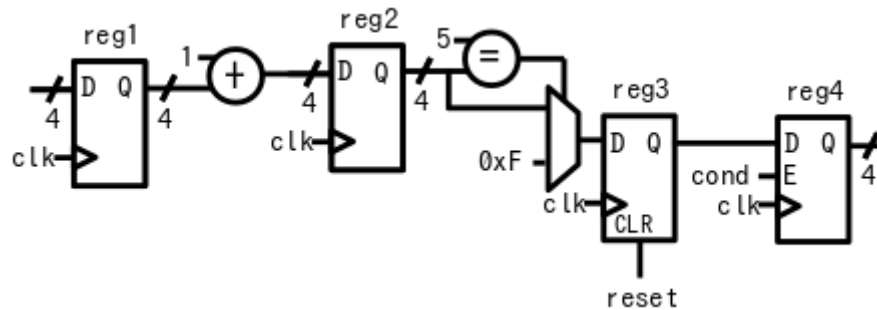 reg1
1
+
reg2
5
=
reg3
reg4
D Q
4
4
clk
D Q
4
4
clk
0xF
D Q
clk
CLR
reset
D Q
cond
E
clk
4